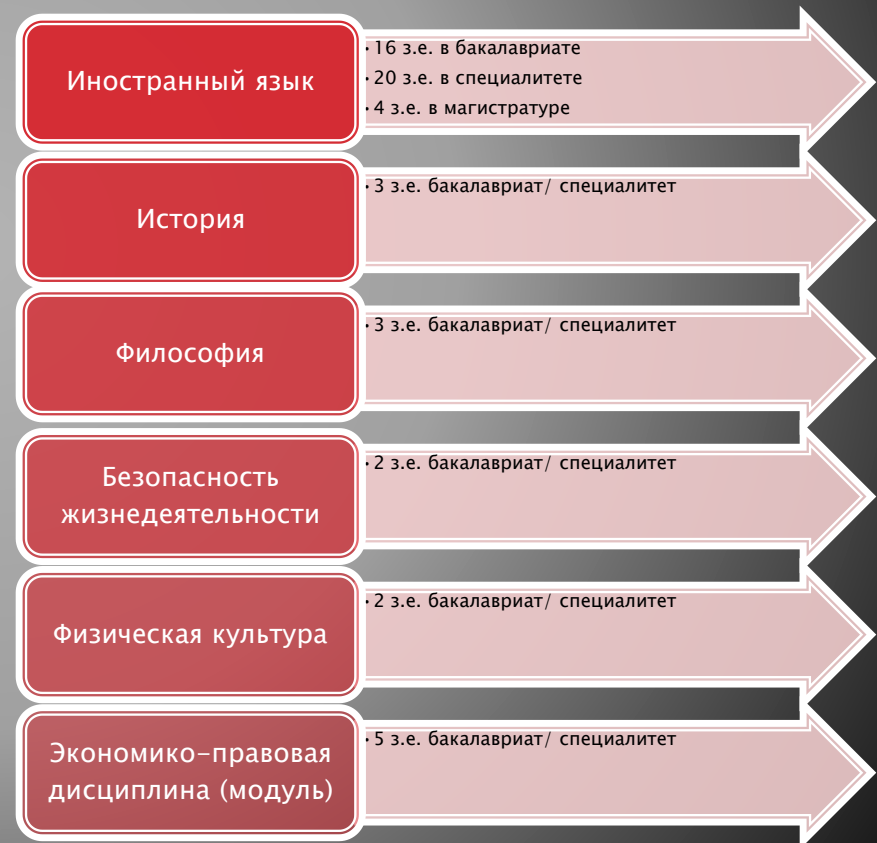 Иностранный язык
·16 з.е. в бакалавриате
·20 з.е. в специалитете
·4 з.е. в магистратуре
История
·3 з.е. бакалавриат/ специалитет
Философия
·3 з.е. бакалавриат/ специалитет
Безопасность
жизнедеятельности
·2 з.е. бакалавриат/ специалитет
Физическая культура
·2 з.е. бакалавриат/ специалитет
Экономико-правовая
дисциплина (модуль)
·5 з.е. бакалавриат/ специалитет